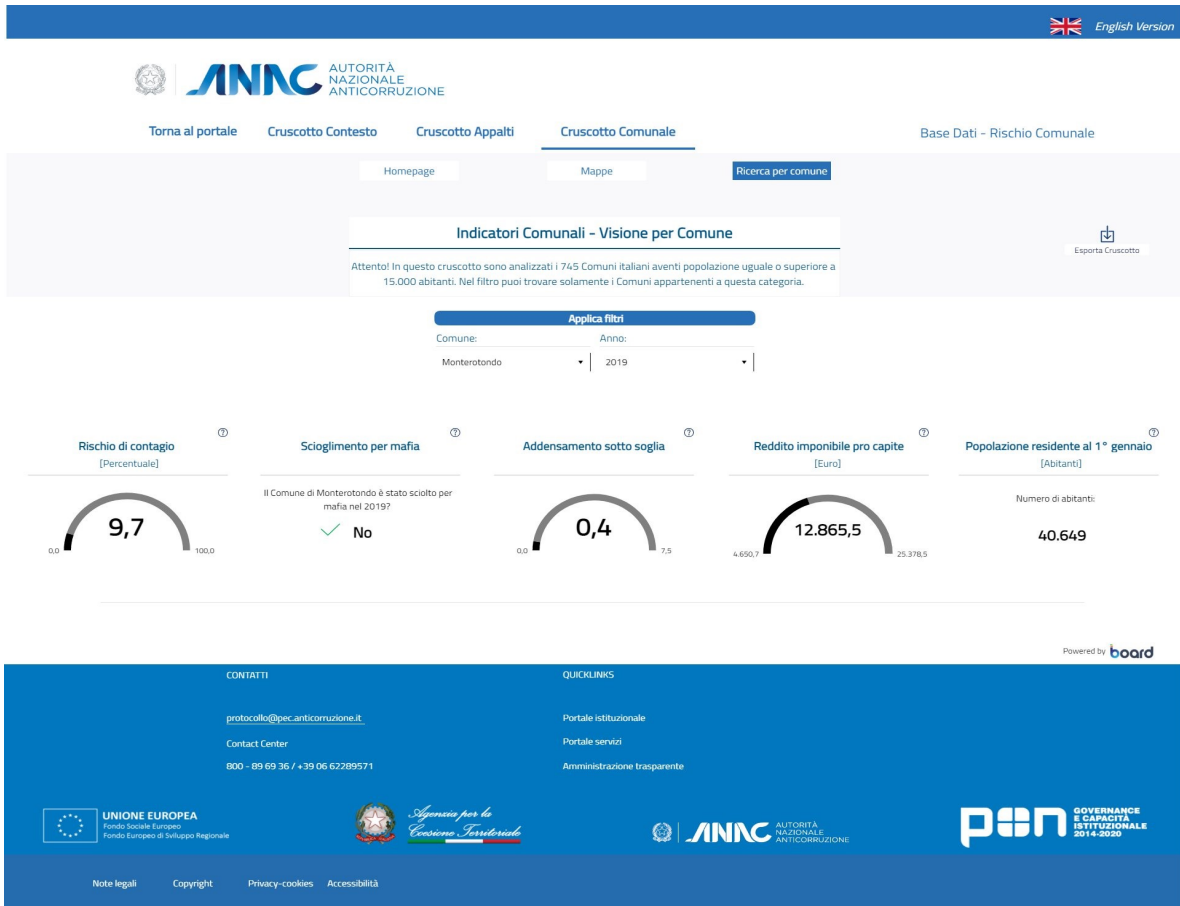 English Version
ANAC
AUTORITÀ
NAZIONALE
ANTICORRUZIONE
Torna al portale
Cruscotto Contesto
Cruscotto Appalti
Cruscotto Comunale
Base Dati - Rischio Comunale
Homepage
Mappe
Ricerca per comune
Indicatori Comunali - Visione per Comune
Esporta Cruscotto
Attento! In questo cruscotto sono analizzati i 745 Comuni italiani aventi popolazione uguale o superiore a
15.000 abitanti. Nel filtro puoi trovare solamente i Comuni appartenenti a questa categoria.
Applica filtri
Comune:
Anno:
Monterotondo
2019
Rischio di contagio
[Percentuale]
9,7
0,0
100,0
Scioglimento per mafia
Il Comune di Monterotondo è stato sciolto per
mafia nel 2019?
No
Addensamento sotto soglia
0,4
0,0
7,5
Reddito imponibile pro capite
[Euro]
12.865,5
4.650,7
25.378,5
Popolazione residente al 1° gennaio
[Abitanti]
Numero di abitanti:
40.649
Powered by board
CONTATTI
protocollo@pec.anticorruzione.it
Contact Center
800 - 89 69 36 / +39 06 62289571
QUICKLINKS
Portale istituzionale
Portale servizi
Amministrazione trasparente
UNIONE EUROPEA
Fondo Sociale Europeo
Fondo Europeo di Sviluppo Regionale
Agenzia per la
Coesione Territoriale
ANAC
AUTORITÀ
NAZIONALE
ANTICORRUZIONE
pon
GOVERNANCE
E CAPACITÀ
ISTITUZIONALE
2014-2020
Note legali
Copyright
Privacy-cookies
Accessibilità